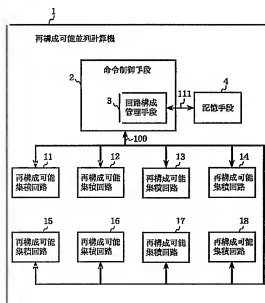 1
再構成可能並列計算機
2
命令制御手段
3
回路構成
管理手段
111
4
記憶手段
100
11
再構成可能
集積回路
12
再構成可能
集積回路
13
再構成可能
集積回路
14
再構成可能
集積回路
15
再構成可能
集積回路
16
再構成可能
集積回路
17
再構成可能
集積回路
18
再構成可能
集積回路